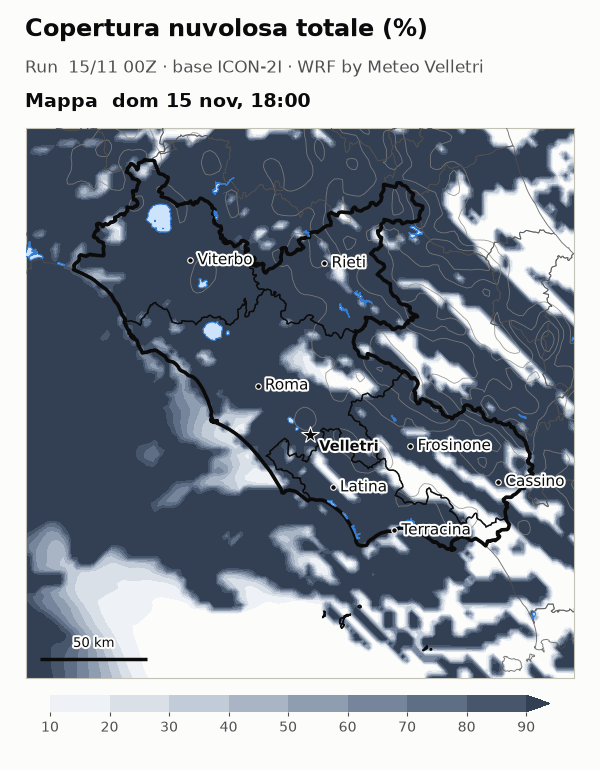 Copertura nuvolosa totale (%)
Run  15/11 00Z · base ICON-2I · WRF by Meteo Velletri
Mappa  dom 15 nov, 18:00
Viterbo
Rieti
Roma
Velletri
Frosinone
Cassino
Latina
Terracina
50 km
10 20 30 40 50 60 70 80 90